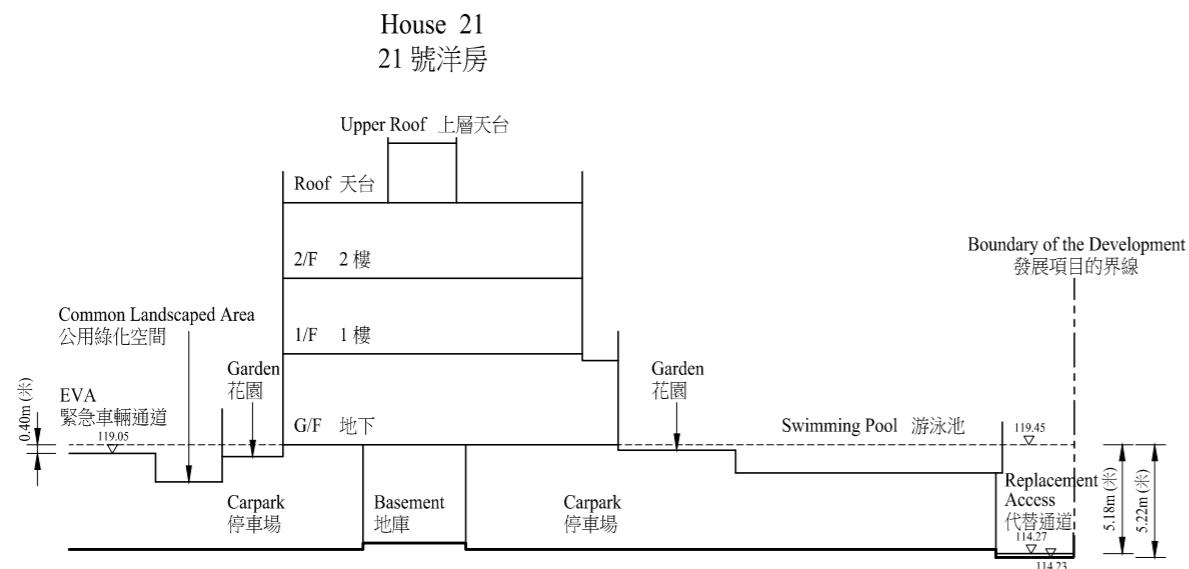 House 21
21 號洋房
Upper Roof 上層天台
Roof 天台
2/F 2 樓
Boundary of the Development
發展項目的界線
Common Landscaped Area
公用綠化空間
1/F 1 樓
Garden
花園
Garden
花園
EVA
緊急車輛通道
119.05
0.40m (米)
G/F 地下
Swimming Pool 游泳池
119.45
Carpark
停車場
Basement
地庫
Carpark
停車場
Replacement
Access
代替通道
114.27
114.23
5.18m (米)
5.22m (米)